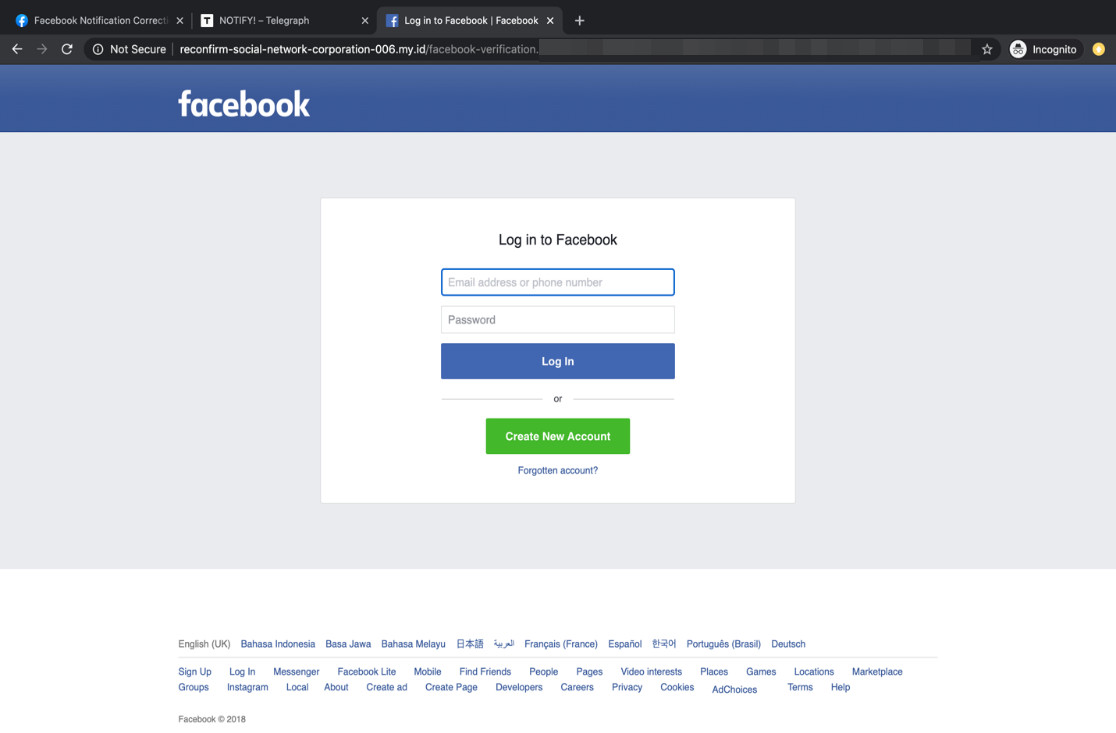 Facebook Notification Correcti
NOTIFY! – Telegraph
Log in to Facebook | Facebook
Not Secure
reconfirm-social-network-corporation-006.my.id/facebook-verification.
Incognito
facebook
Log in to Facebook
Email address or phone number
Password
Log In
or
Create New Account
Forgotten account?
English (UK) Bahasa Indonesia Basa Jawa Bahasa Melayu 日本語 العربية Français (France) Español 한국어 Português (Brasil) Deutsch
Sign Up Log In Messenger Facebook Lite Mobile Find Friends People Pages Video interests Places Games Locations Marketplace
Groups Instagram Local About Create ad Create Page Developers Careers Privacy Cookies AdChoices Terms Help
Facebook © 2018